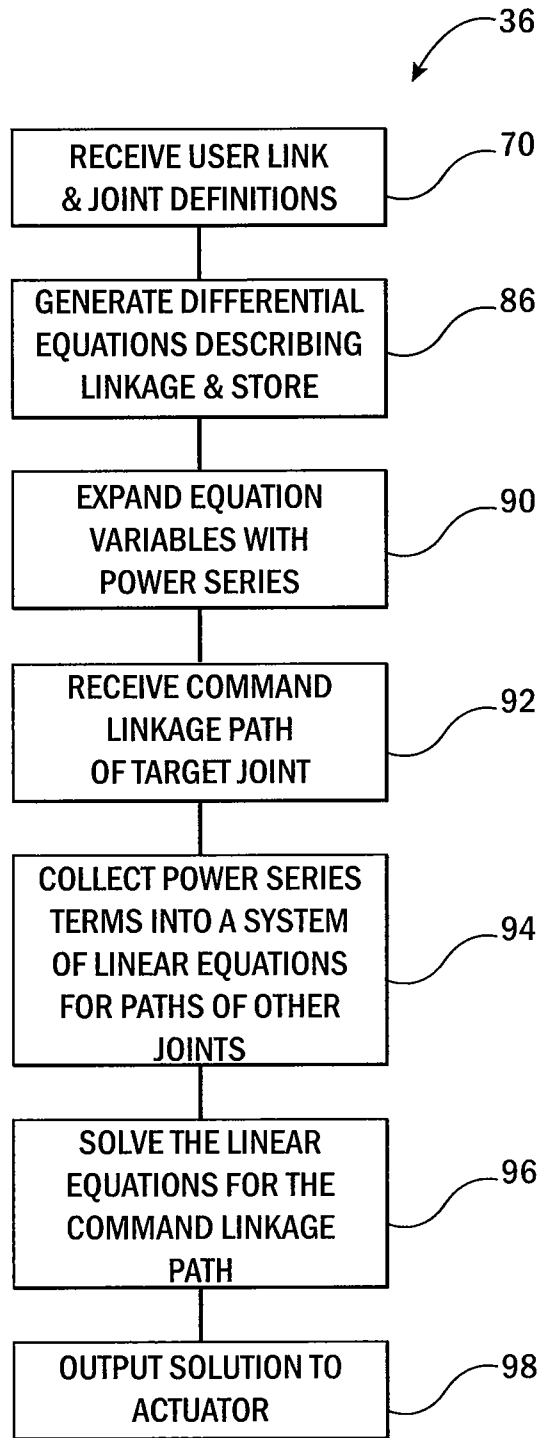 36
RECEIVE USER LINK
& JOINT DEFINITIONS
70
GENERATE DIFFERENTIAL
EQUATIONS DESCRIBING
LINKAGE & STORE
86
EXPAND EQUATION
VARIABLES WITH
POWER SERIES
90
RECEIVE COMMAND
LINKAGE PATH
OF TARGET JOINT
92
COLLECT POWER SERIES
TERMS INTO A SYSTEM
OF LINEAR EQUATIONS
FOR PATHS OF OTHER
JOINTS
94
SOLVE THE LINEAR
EQUATIONS FOR THE
COMMAND LINKAGE
PATH
96
OUTPUT SOLUTION TO
ACTUATOR
98